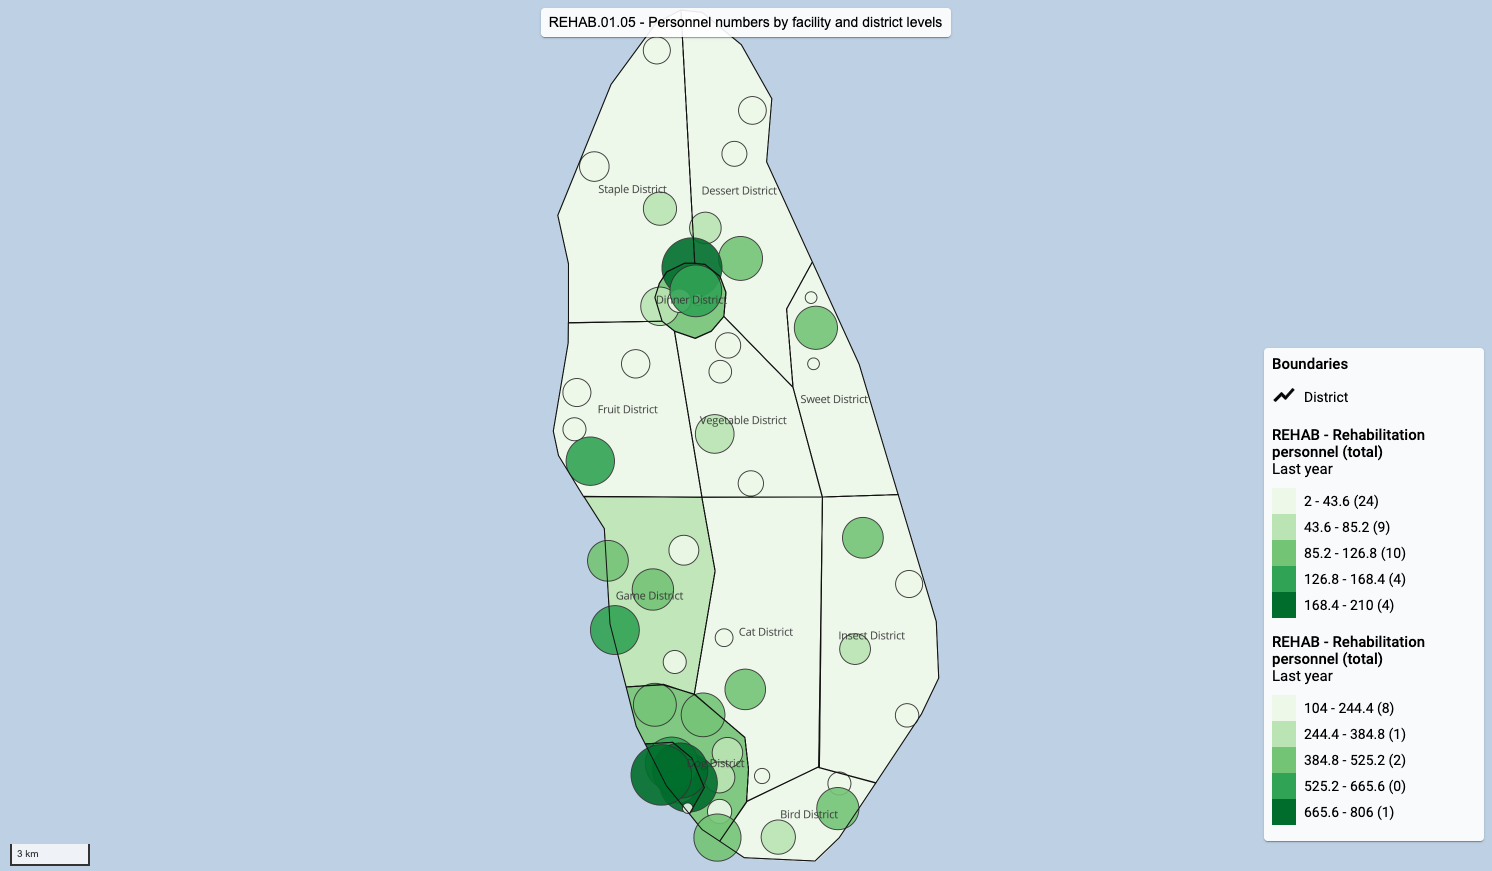 REHAB.01.05 - Personnel numbers by facility and district levels
Staple District
Dessert District
Dinner District
Sweet District
Fruit District
Vegetable District
Game District
Cat District
Insect District
District
Bird District
3 km
Boundaries
District
REHAB - Rehabilitation
personnel (total)
Last year
2 - 43.6 (24)
43.6 - 85.2 (9)
85.2 - 126.8 (10)
126.8 - 168.4 (4)
168.4 - 210 (4)
REHAB - Rehabilitation
personnel (total)
Last year
104 - 244.4 (8)
244.4 - 384.8 (1)
384.8 - 525.2 (2)
525.2 - 665.6 (0)
665.6 - 806 (1)